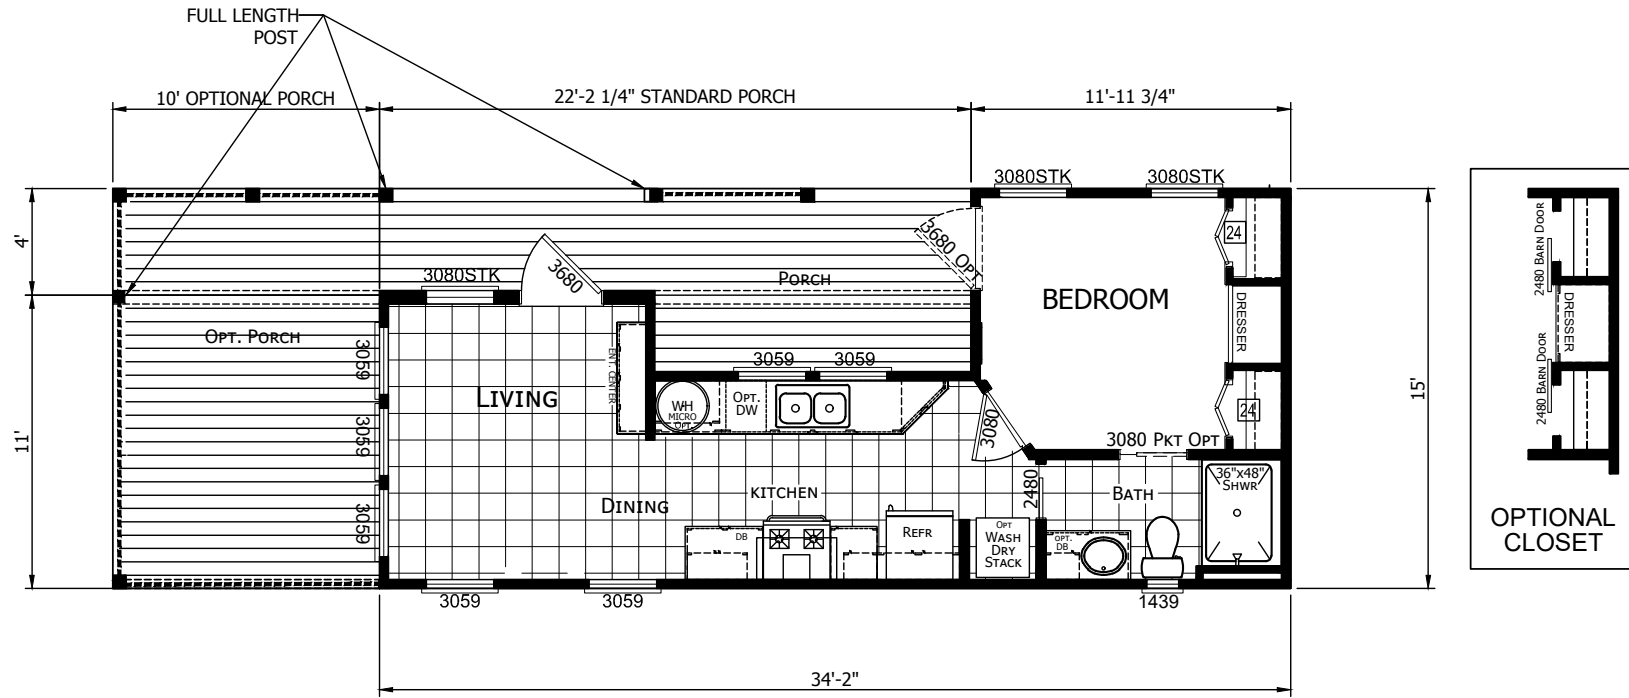 FULL LENGTH
POST
10' OPTIONAL PORCH
22'-2 1/4" STANDARD PORCH
11'-11 3/4"
3080STK
3080STK
4'
24
3680 OPT
3680
3080STK
PORCH
BEDROOM
DRESSER
OPT. PORCH
3059
3059
3059
ENT. CENTER
LIVING
3059
3059
WH
MICRO
OPT.
OPT.
DW
3080
24
3080 PKT OPT
15'
11'
DINING
KITCHEN
2480
BATH
36"x48"
SHWR
DB
REFR
OPT
WASH
DRY
STACK
OPT.
DB
3059
3059
1439
34'-2"
2480 BARN DOOR
DRESSER
2480 BARN DOOR
OPTIONAL
CLOSET